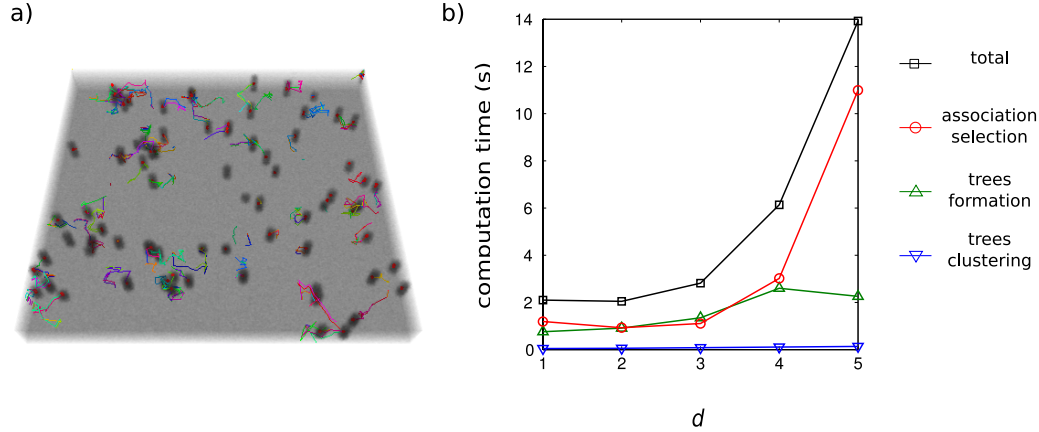 a)
b)
computation time (s)
14
12
10
8
6
4
2
0
1 2 3 4 5
d
total
association
selection
trees
formation
trees
clustering